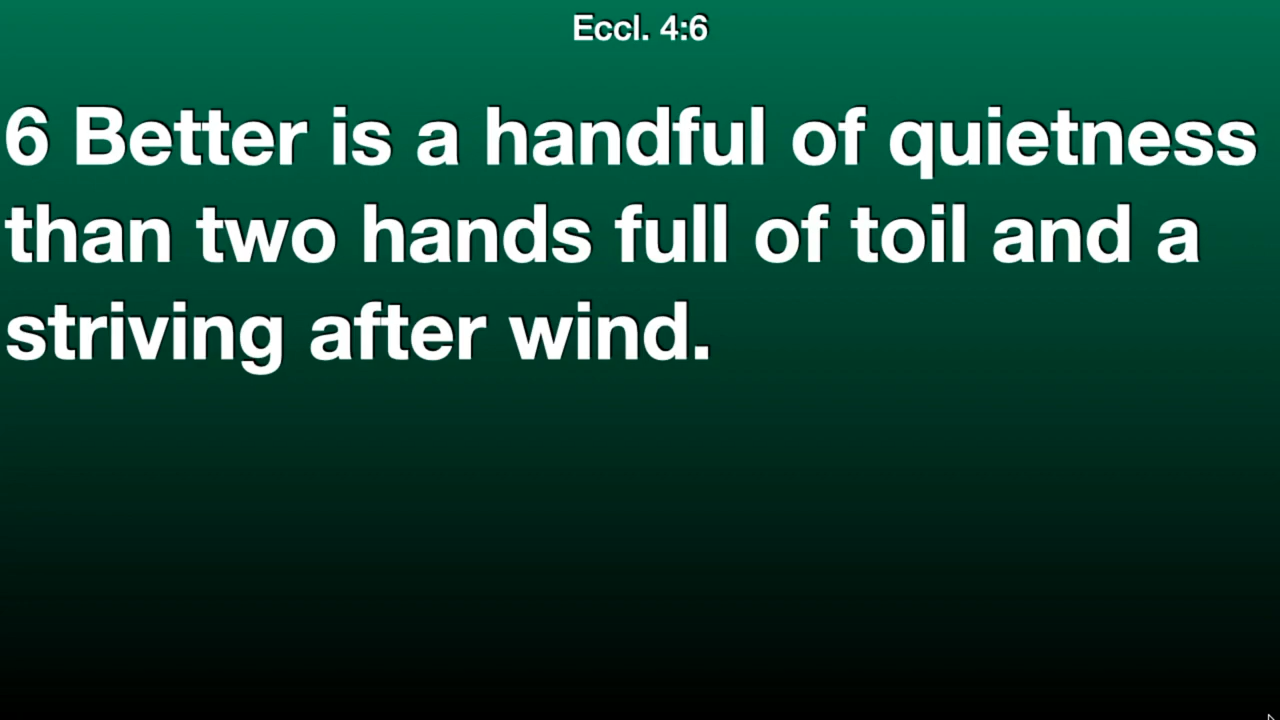 Eccl. 4:6
6 Better is a handful of quietness
than two hands full of toil and a
striving after wind.